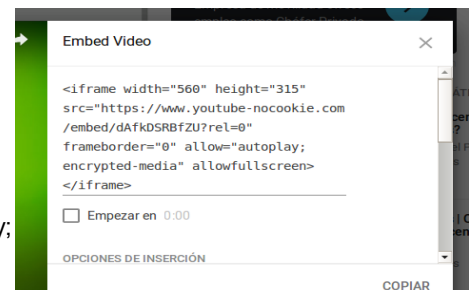 Embed Video
<iframe width="560" height="315"
src="https://www.youtube-nocookie.com
/embed/dAfkDSRBfZU?rel=0"
frameborder="0" allow="autoplay;
encrypted-media" allowfullscreen>
</iframe>
Empezar en 0:00
OPCIONES DE INSERCIÓN
COPIAR